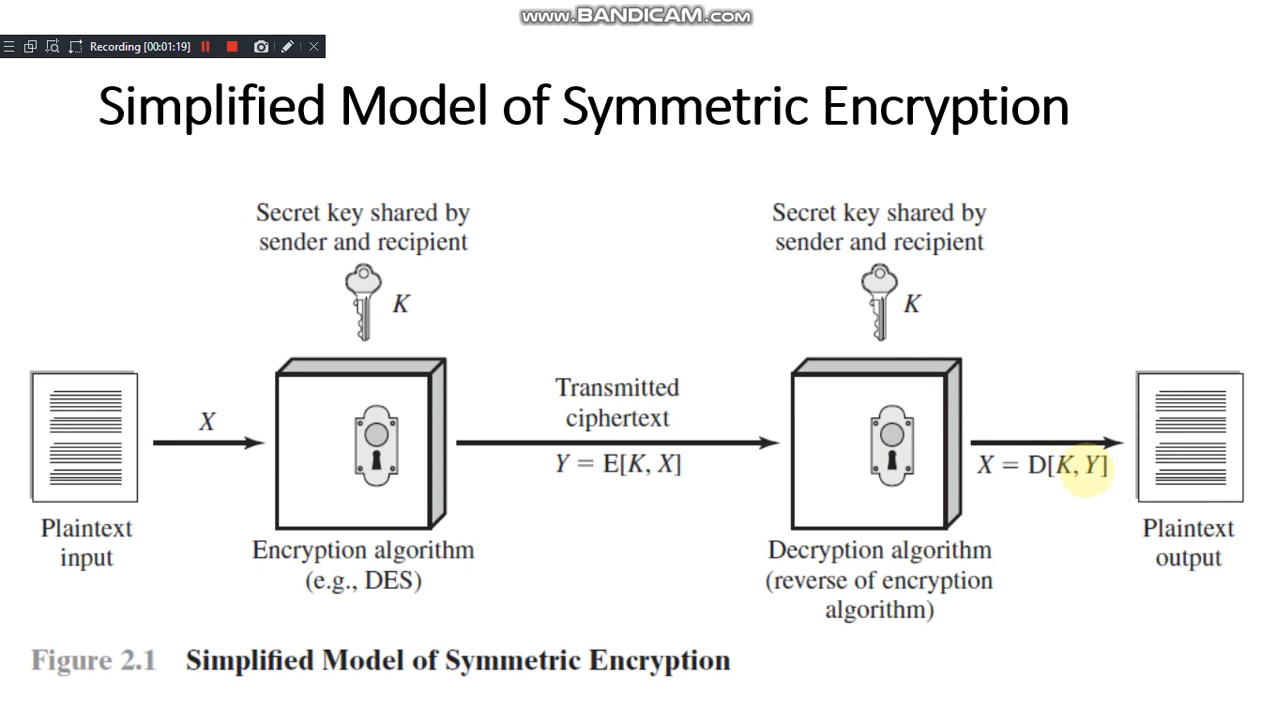 www.BANDICAM.com
Recording [00:01:19]
Simplified Model of Symmetric Encryption
Secret key shared by
sender and recipient
K
Secret key shared by
sender and recipient
K
X
Transmitted
ciphertext
Y = E[K, X]
X = D[K, Y]
Plaintext
input
Encryption algorithm
(e.g., DES)
Decryption algorithm
(reverse of encryption
algorithm)
Plaintext
output
Figure 2.1 Simplified Model of Symmetric Encryption